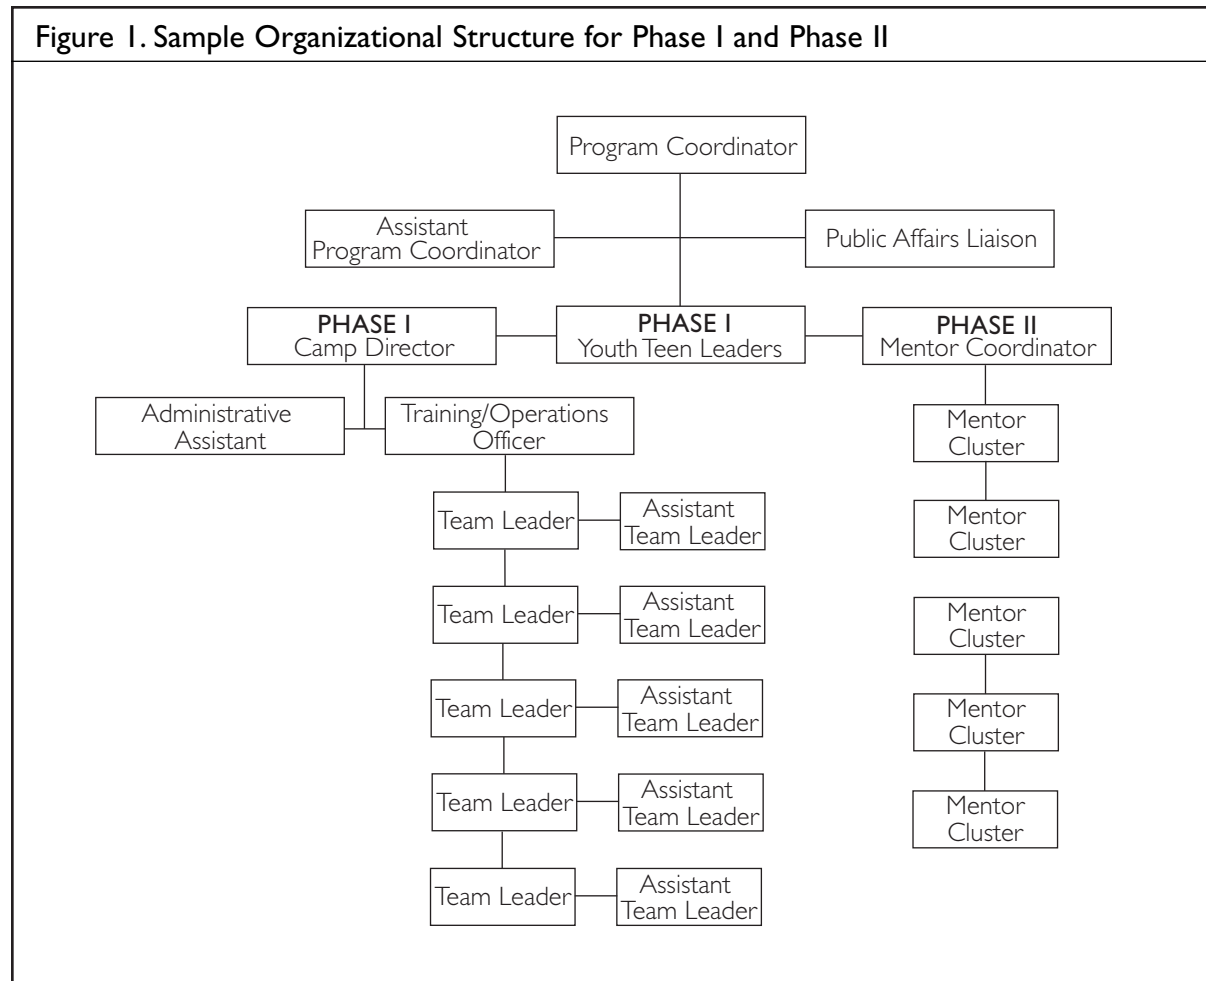 Figure 1. Sample Organizational Structure for Phase I and Phase II
Program Coordinator
Assistant
Program Coordinator
Public Affairs Liaison
PHASE I
Camp Director
PHASE I
Youth Teen Leaders
PHASE II
Mentor Coordinator
Administrative
Assistant
Training/Operations
Officer
Mentor
Cluster
Team Leader
Assistant
Team Leader
Mentor
Cluster
Team Leader
Assistant
Team Leader
Mentor
Cluster
Team Leader
Assistant
Team Leader
Mentor
Cluster
Team Leader
Assistant
Team Leader
Mentor
Cluster
Team Leader
Assistant
Team Leader